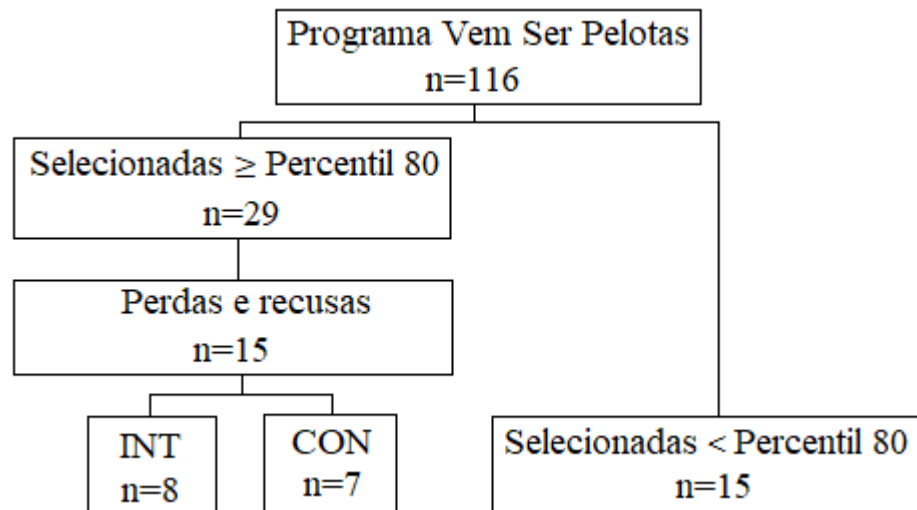 Programa Vem Ser Pelotas
n=116
Selecionadas ≥ Percentil 80
n=29
Perdas e recusas
n=15
INT
n=8
CON
n=7
Selecionadas < Percentil 80
n=15